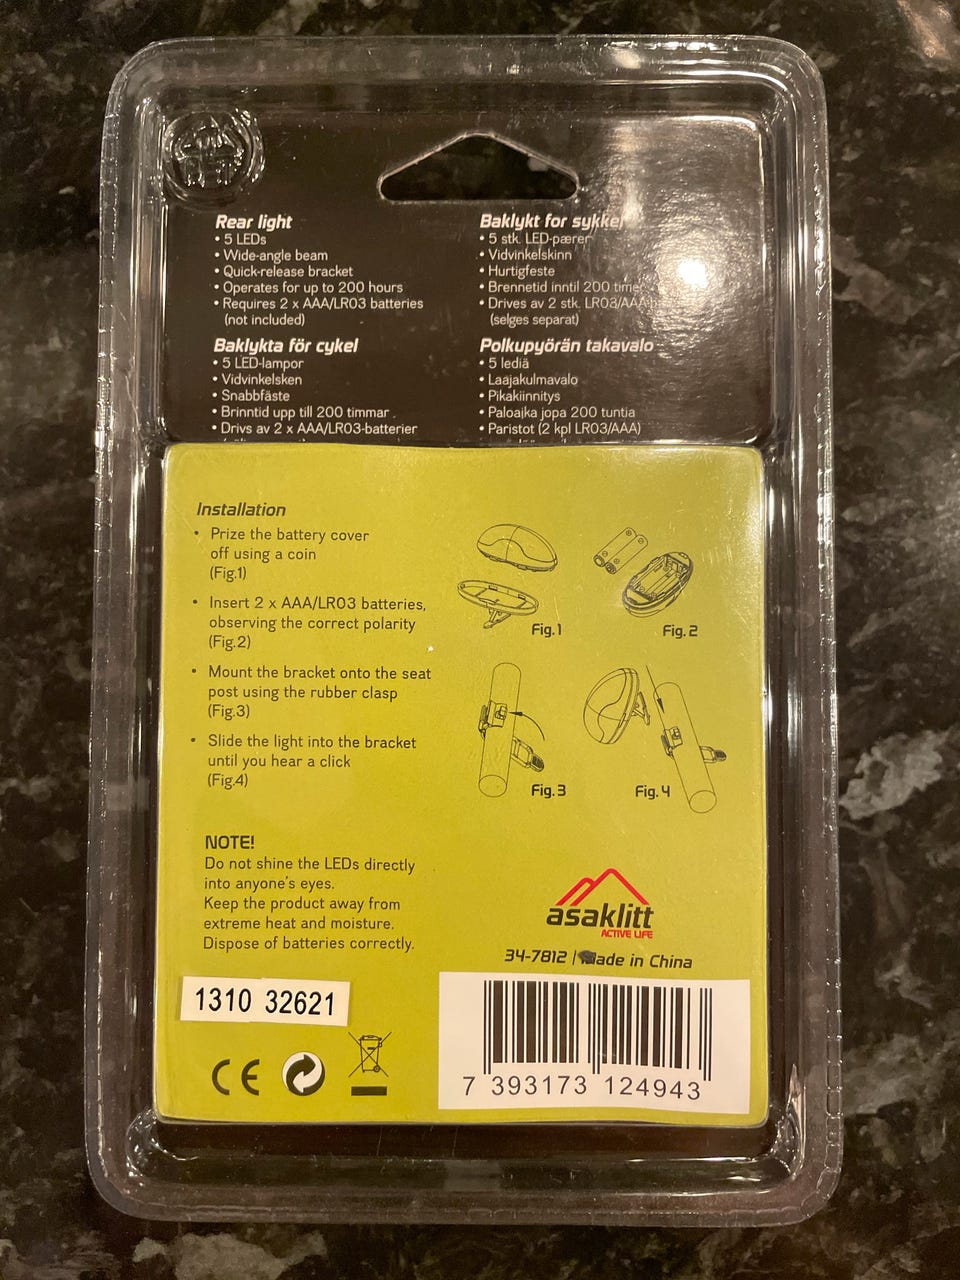 Rear light
• 5 LEDs
• Wide-angle beam
• Quick-release bracket
• Operates for up to 200 hours
• Requires 2 x AAA/LR03 batteries
(not included)
Baklykt for sykkel
• 5 stk. LED-pærer
• Vidvinkelskinn
• Hurtigfeste
• Brennetid inntil 200 timer
• Drives av 2 stk. LR03/AAA
(selges separat)
Baklykta för cykel
• 5 LED-lampor
• Vidvinkelsken
• Snabbfäste
• Brinntid upp till 200 timmar
• Drivs av 2 x AAA/LR03-batterier
Polkupyörän takavalo
• 5 lediä
• Laajakulmavalo
• Pikakiinnitys
• Paloaika jopa 200 tuntia
• Paristot (2 kpl LR03/AAA)
Installation
• Prize the battery cover
off using a coin
(Fig.1)
• Insert 2 x AAA/LR03 batteries,
observing the correct polarity
(Fig.2)
• Mount the bracket onto the seat
post using the rubber clasp
(Fig.3)
• Slide the light into the bracket
until you hear a click
(Fig.4)
Fig.1
Fig.2
Fig.3
Fig.4
NOTE!
Do not shine the LEDs directly
into anyone's eyes.
Keep the product away from
extreme heat and moisture.
Dispose of batteries correctly.
asaklitt
ACTIVE LIFE
34-7812 | Made in China
1310 32621
CE
7 393173 124943